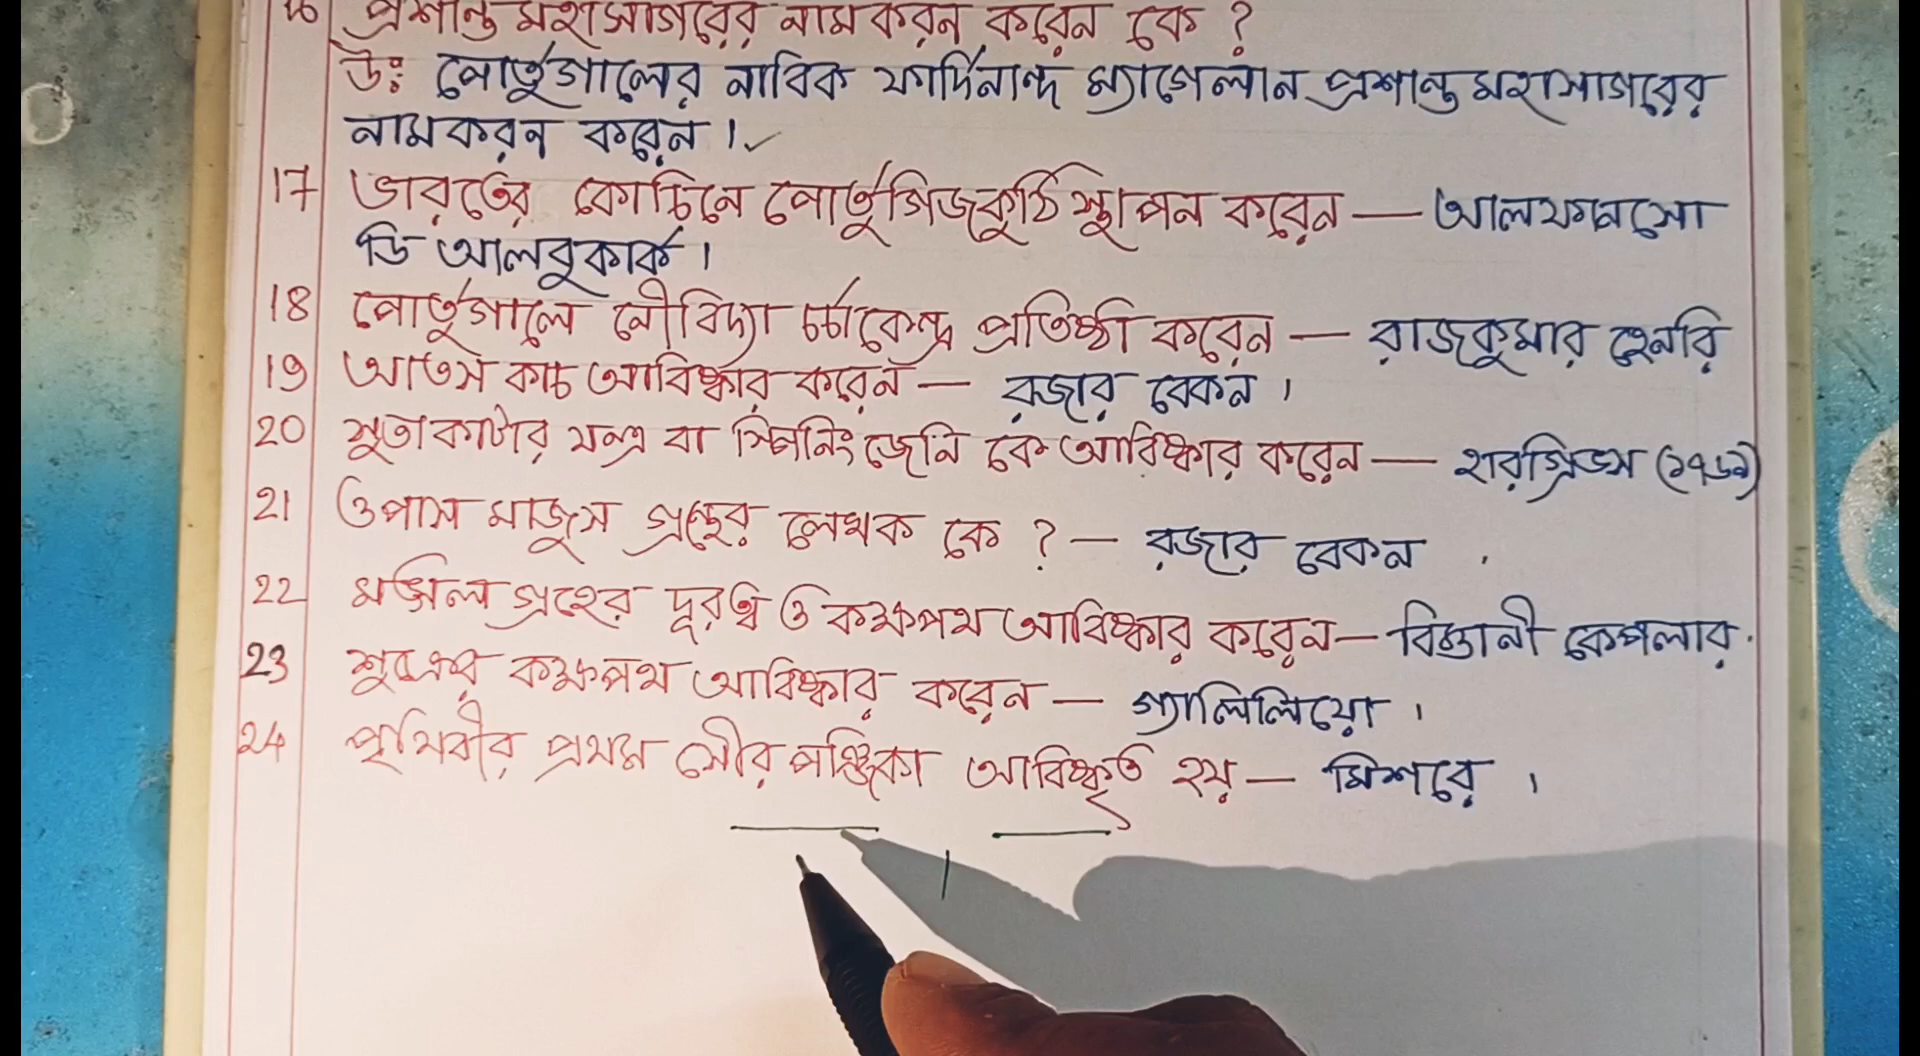 16 প্রশান্ত মহাসাগরের নামকরন করেন কে ?
উঃ পোর্তুগালের নাবিক ফার্দিনান্দ ম্যাগেলান প্রশান্ত মহাসাগরের
নামকরন করেন ।
17 ভারতের কোচিনে পোর্তুগিজকুঠি স্থাপন করেন — আলফানসো
ডি আলবুকার্ক ।
18 পোর্তুগালে নৌবিদ্যা চর্চাকেন্দ্র প্রতিষ্ঠা করেন — রাজকুমার হেনরি
19 আতস কাচ আবিষ্কার করেন — রজার বেকন ।
20 সুতাকাটার যন্ত্র বা স্পিনিং জেনি কে আবিষ্কার করেন — হারগ্রিভস (১৭৬৯)
21 ওপাস মাজুস গ্রন্থের লেখক কে ? — রজার বেকন .
22 মঙ্গল গ্রহের দূরত্ব ও কক্ষপথ আবিষ্কার করেন — বিজ্ঞানী কেপলার .
23 শুক্রের কক্ষপথ আবিষ্কার করেন — গ্যালিলিয়ো ।
24 পৃথিবীর প্রথম সৌর পঞ্জিকা আবিষ্কৃত হয় — মিশরে ।